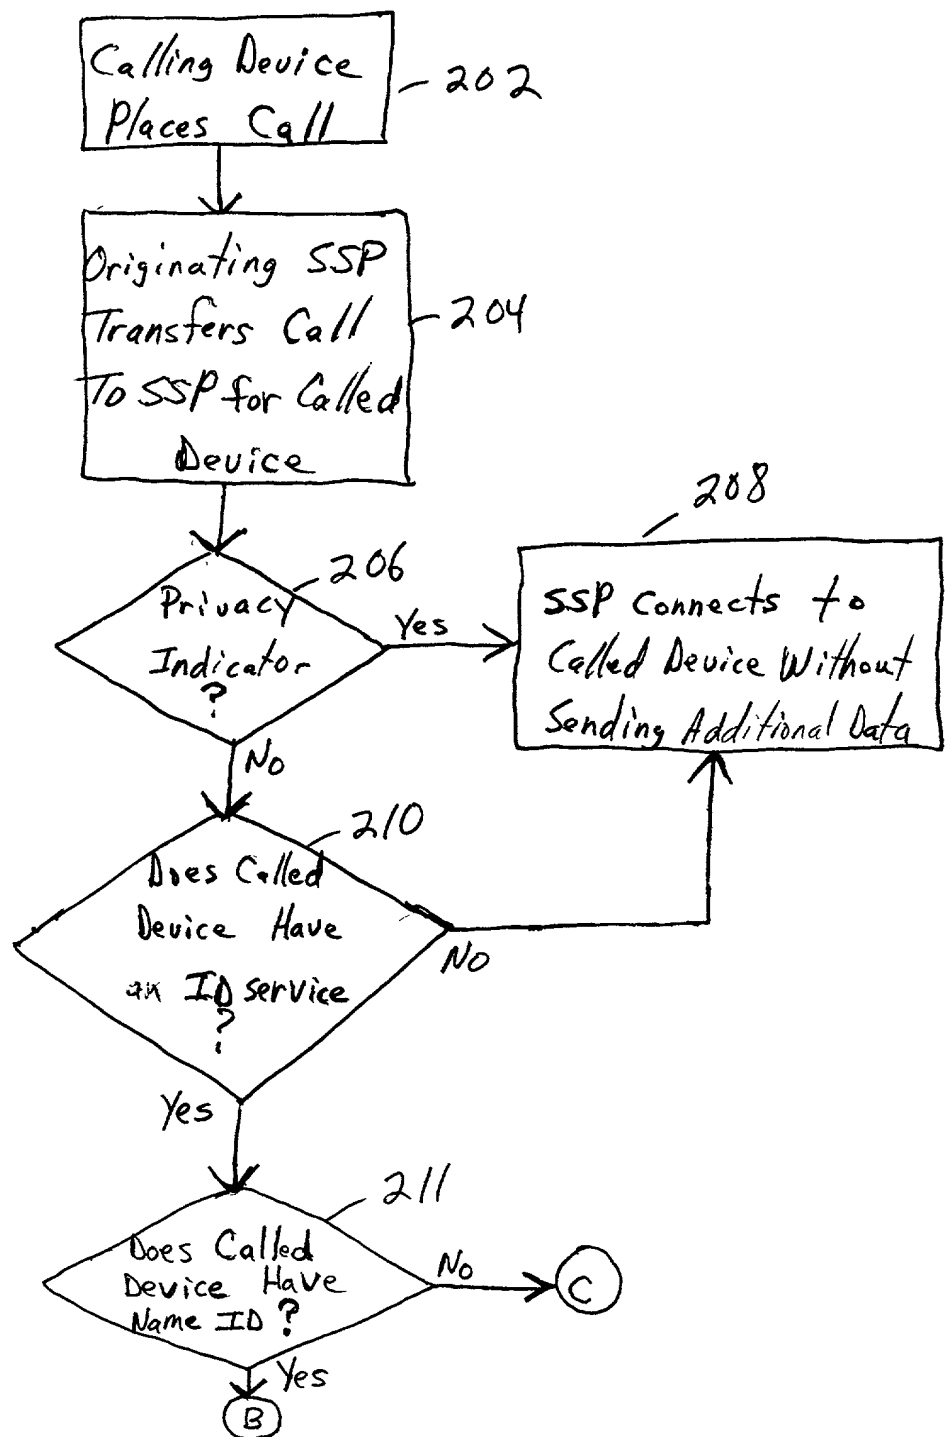 Calling Device
Places Call
202
Originating SSP
Transfers Call
To SSP for Called
Device
204
206
Privacy
Indicator
?
Yes
208
SSP Connects to
Called Device Without
Sending Additional Data
No
210
Does Called
Device Have
an ID service
?
No
Yes
211
Does Called
Device Have
Name ID?
No
C
Yes
B